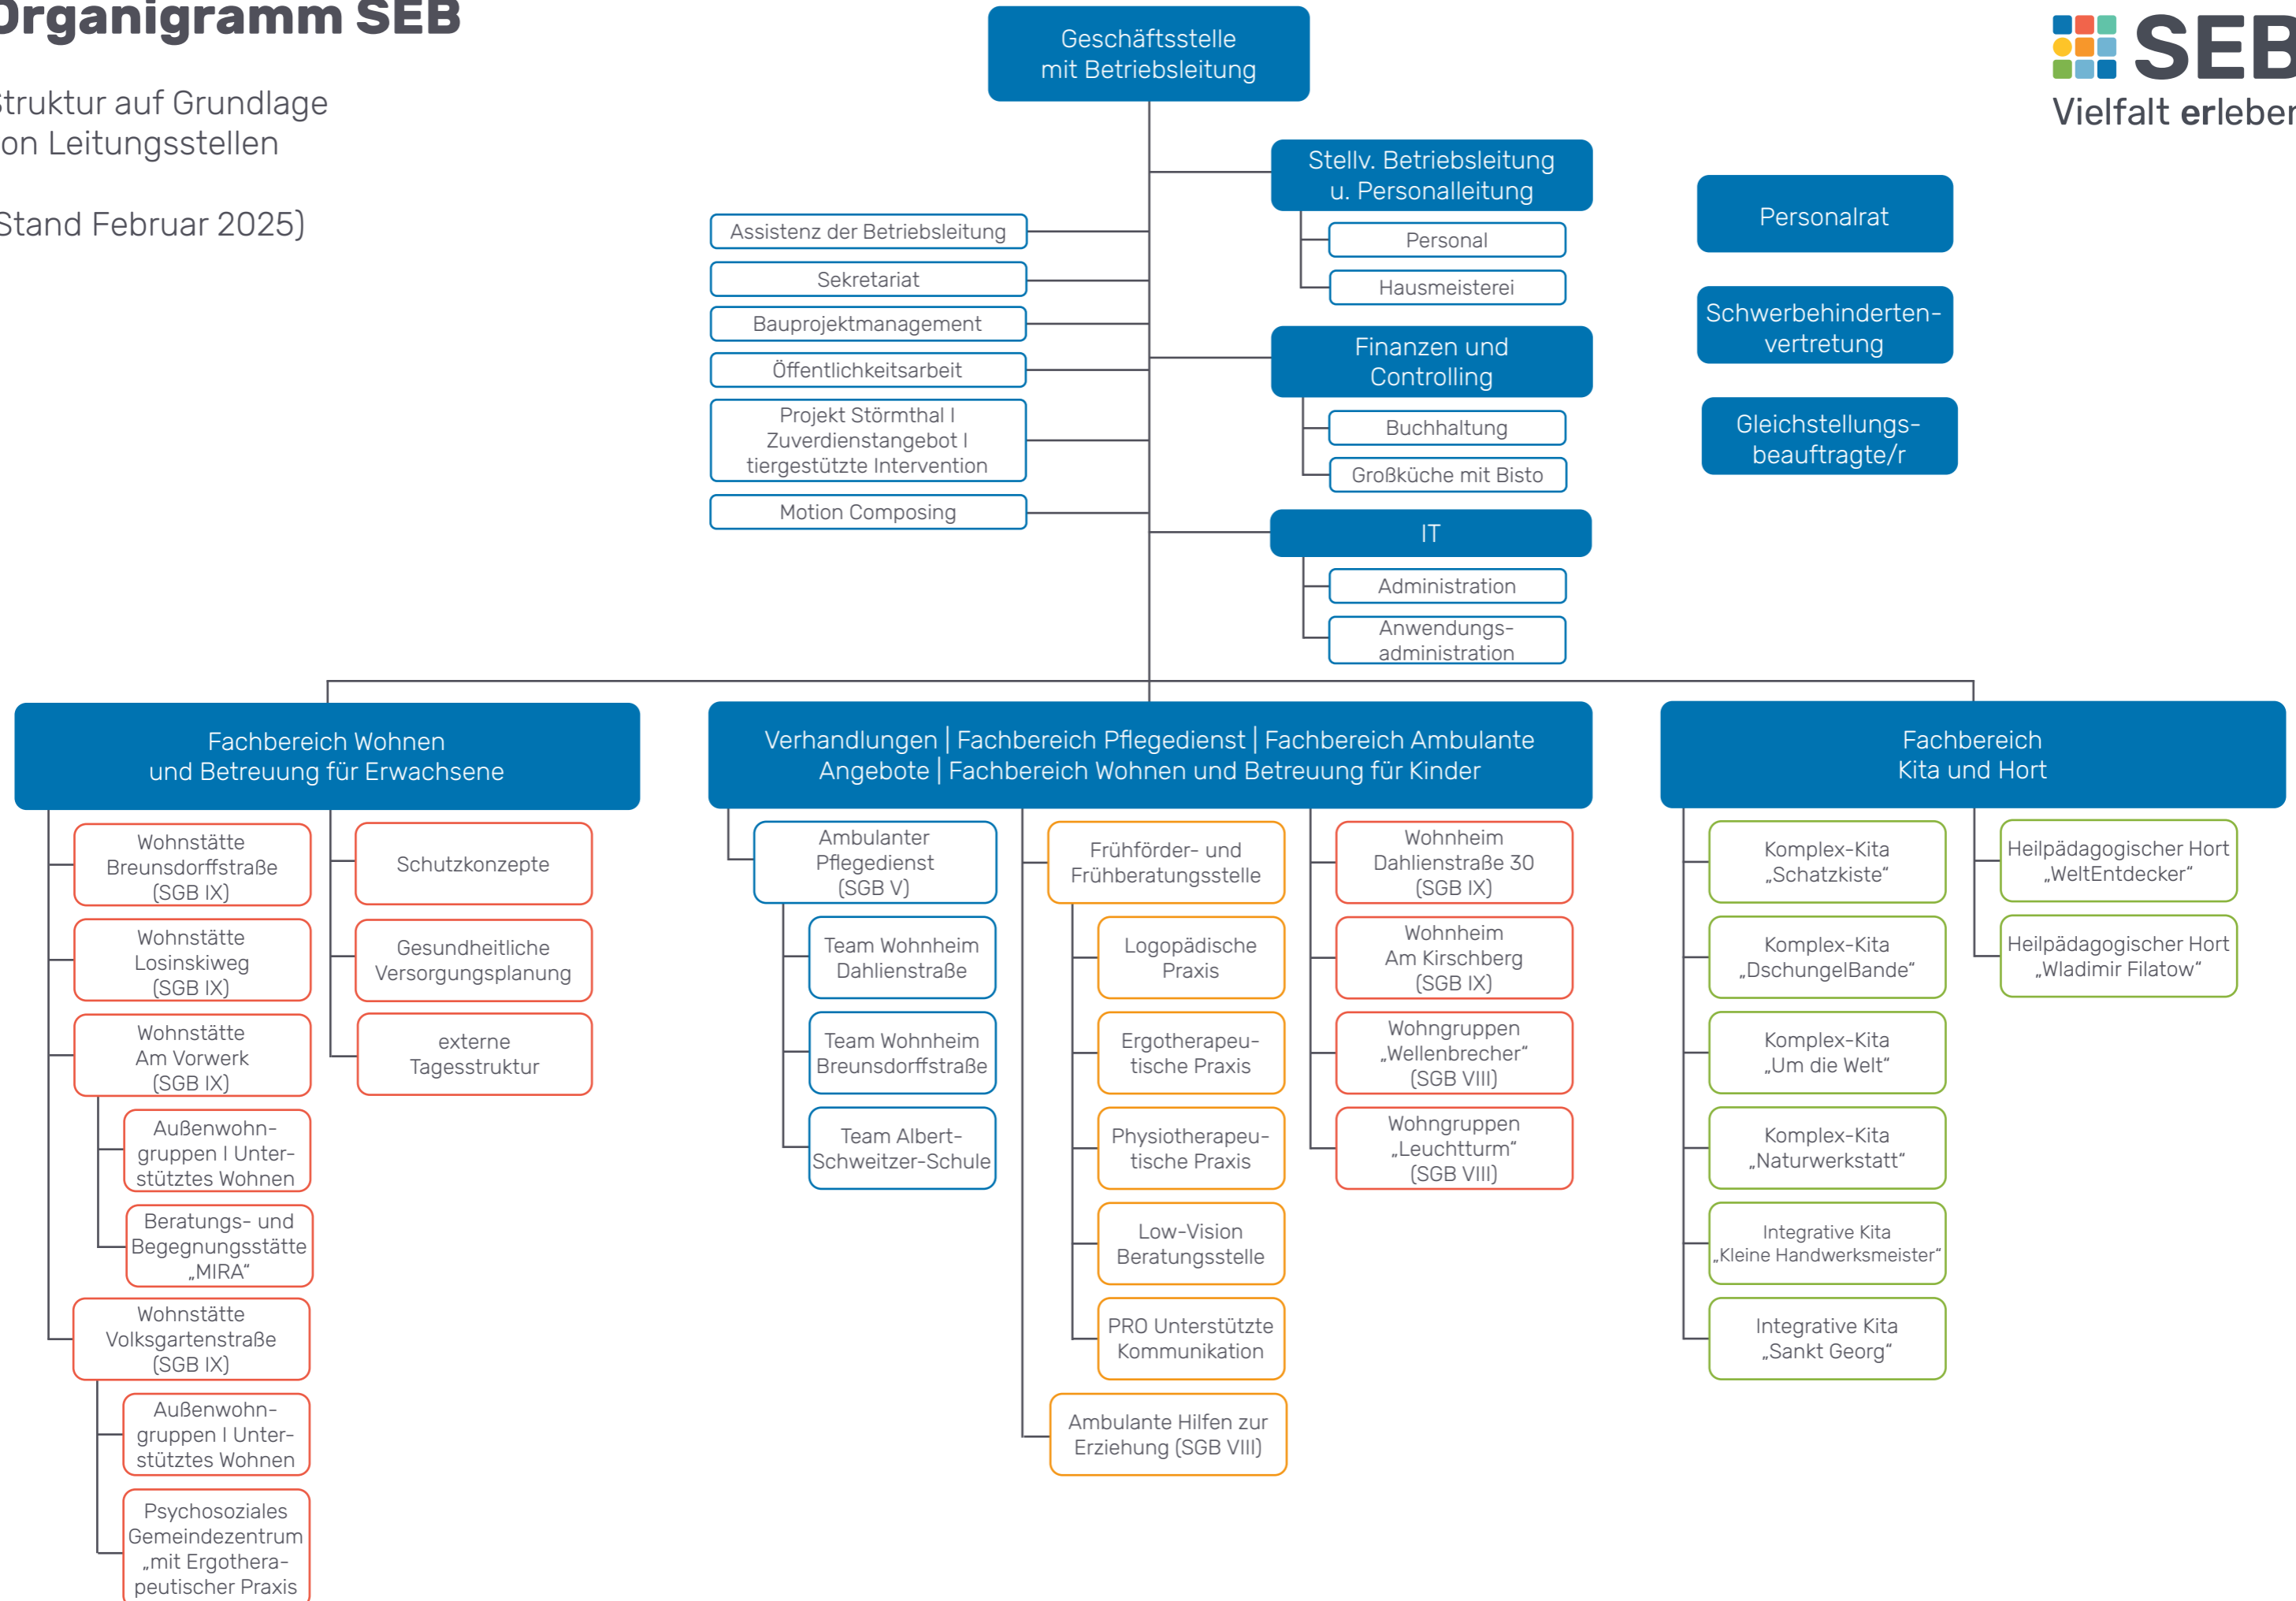 Organigramm SEB
Struktur auf Grundlage
von Leitungsstellen
(Stand Februar 2025)
SEB
Vielfalt erleben
Geschäftsstelle
mit Betriebsleitung
Stellv. Betriebsleitung
u. Personalleitung
Personal
Hausmeisterei
Assistenz der Betriebsleitung
Sekretariat
Bauprojektmanagement
Öffentlichkeitsarbeit
Projekt Störmthal I
Zuverdienstangebot I
tiergestützte Intervention
Motion Composing
Finanzen und
Controlling
Buchhaltung
Großküche mit Bisto
IT
Administration
Anwendungs-
administration
Personalrat
Schwerbehinderten-
vertretung
Gleichstellungs-
beauftragte/r
Fachbereich Wohnen
und Betreuung für Erwachsene
Wohnstätte
Breunsdorffstraße
(SGB IX)
Wohnstätte
Losinskiweg
(SGB IX)
Wohnstätte
Am Vorwerk
(SGB IX)
Außenwohn-
gruppen I Unter-
stütztes Wohnen
Beratungs- und
Begegnungsstätte
„MIRA“
Wohnstätte
Volksgartenstraße
(SGB IX)
Außenwohn-
gruppen I Unter-
stütztes Wohnen
Psychosoziales
Gemeindezentrum
„mit Ergothera-
peutischer Praxis
Schutzkonzepte
Gesundheitliche
Versorgungsplanung
externe
Tagesstruktur
Verhandlungen | Fachbereich Pflegedienst | Fachbereich Ambulante
Angebote | Fachbereich Wohnen und Betreuung für Kinder
Ambulanter
Pflegedienst
(SGB V)
Team Wohnheim
Dahlienstraße
Team Wohnheim
Breunsdorffstraße
Team Albert-
Schweitzer-Schule
Frühförder- und
Frühberatungsstelle
Logopädische
Praxis
Ergotherapeu-
tische Praxis
Physiotherapeu-
tische Praxis
Low-Vision
Beratungsstelle
PRO Unterstützte
Kommunikation
Ambulante Hilfen zur
Erziehung (SGB VIII)
Wohnheim
Dahlienstraße 30
(SGB IX)
Wohnheim
Am Kirschberg
(SGB IX)
Wohngruppen
„Wellenbrecher“
(SGB VIII)
Wohngruppen
„Leuchtturm“
(SGB VIII)
Fachbereich
Kita und Hort
Komplex-Kita
„Schatzkiste“
Komplex-Kita
„DschungelBande“
Komplex-Kita
„Um die Welt“
Komplex-Kita
„Naturwerkstatt“
Integrative Kita
„Kleine Handwerksmeister“
Integrative Kita
„Sankt Georg“
Heilpädagogischer Hort
„WeltEntdecker“
Heilpädagogischer Hort
„Wladimir Filatow“